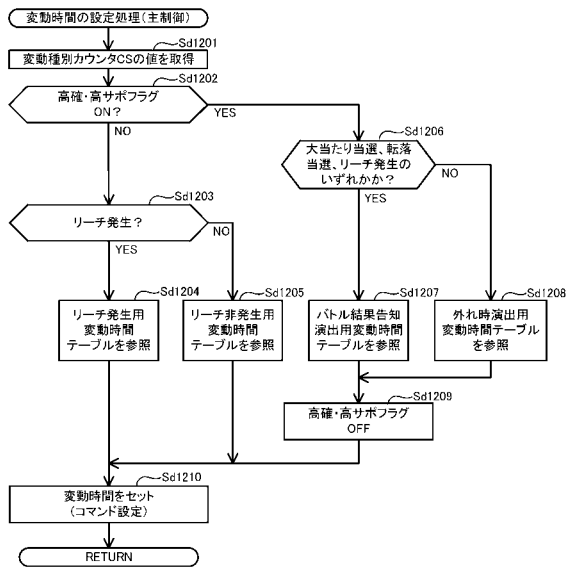 変動時間の設定処理(主制御)
Sd1201
変動種別カウンタCSの値を取得
Sd1202
高確・高サポフラグ
ON?
YES
NO
Sd1206
大当たり当選、転落
当選、リーチ発生の
いずれかか?
NO
YES
Sd1203
リーチ発生?
NO
YES
Sd1204
リーチ発生用
変動時間
テーブルを参照
Sd1205
リーチ非発生用
変動時間
テーブルを参照
Sd1207
バトル結果告知
演出用変動時間
テーブルを参照
Sd1208
外れ時演出用
変動時間テーブル
を参照
Sd1209
高確・高サポフラグ
OFF
Sd1210
変動時間をセット
(コマンド設定)
RETURN